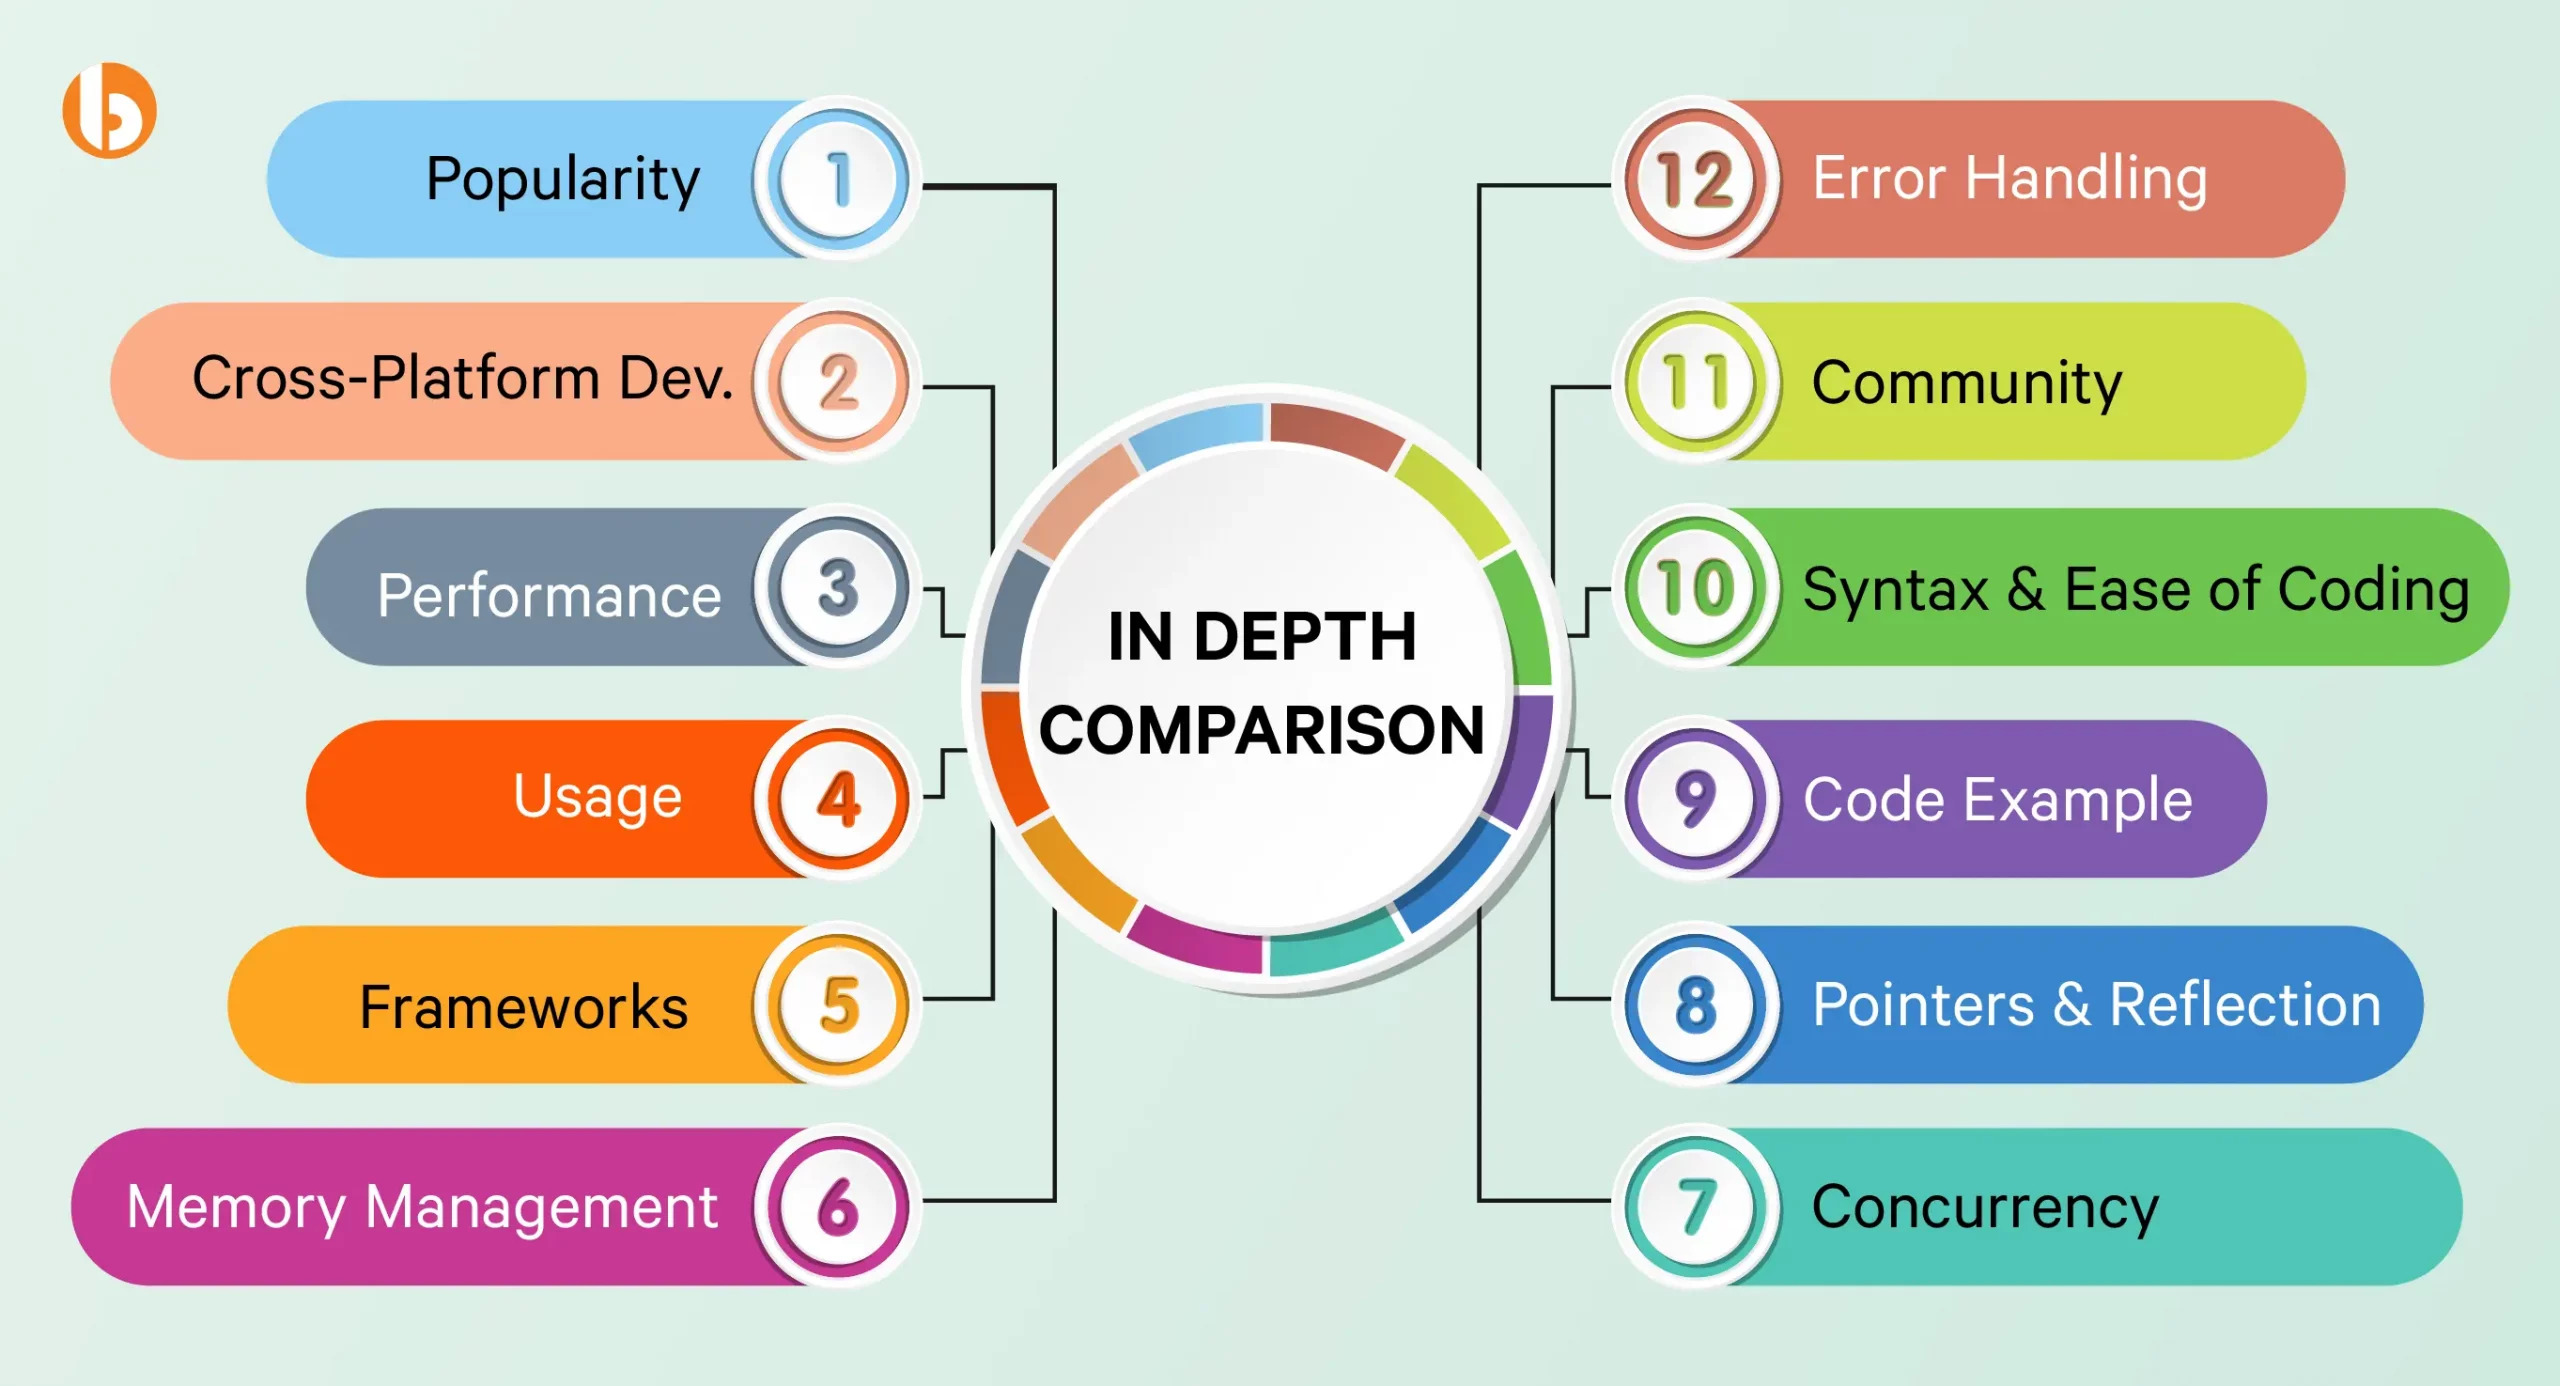 b
Popularity
1
Cross-Platform Dev.
2
Performance
3
Usage
4
Frameworks
5
Memory Management
6
IN DEPTH
COMPARISON
12
Error Handling
11
Community
10
Syntax & Ease of Coding
9
Code Example
8
Pointers & Reflection
7
Concurrency